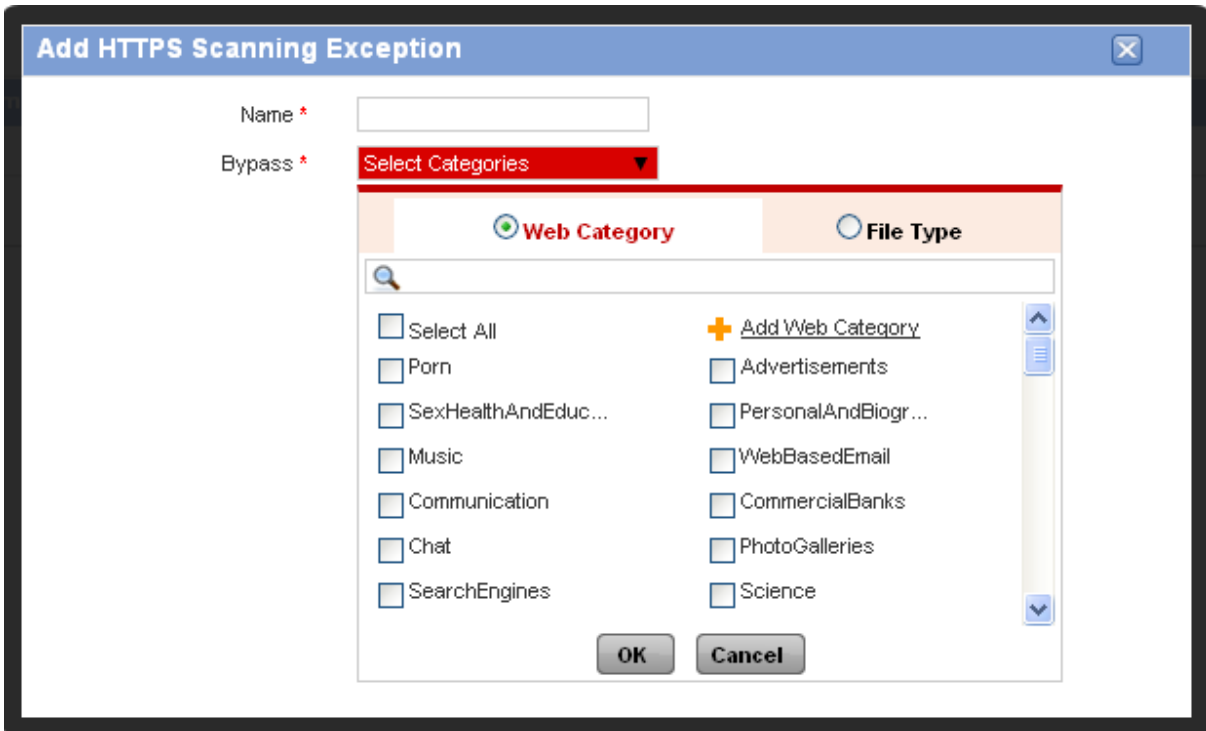 Add HTTPS Scanning Exception
Name *
Bypass *
Select Categories
Web Category
File Type
Select All
Add Web Category
Porn
Advertisements
SexHealthAndEduc...
PersonalAndBiogr...
Music
WebBasedEmail
Communication
CommercialBanks
Chat
PhotoGalleries
SearchEngines
Science
OK
Cancel